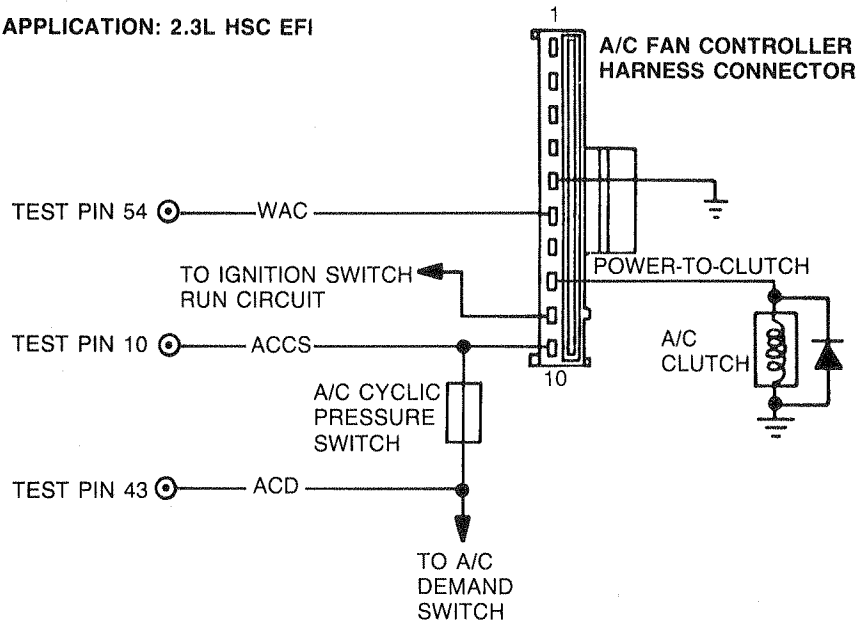 APPLICATION: 2.3L HSC EFI
1
A/C FAN CONTROLLER
HARNESS CONNECTOR
TEST PIN 54
WAC
TO IGNITION SWITCH
RUN CIRCUIT
POWER-TO-CLUTCH
TEST PIN 10
ACCS
A/C
CLUTCH
10
A/C CYCLIC
PRESSURE
SWITCH
TEST PIN 43
ACD
TO A/C
DEMAND
SWITCH